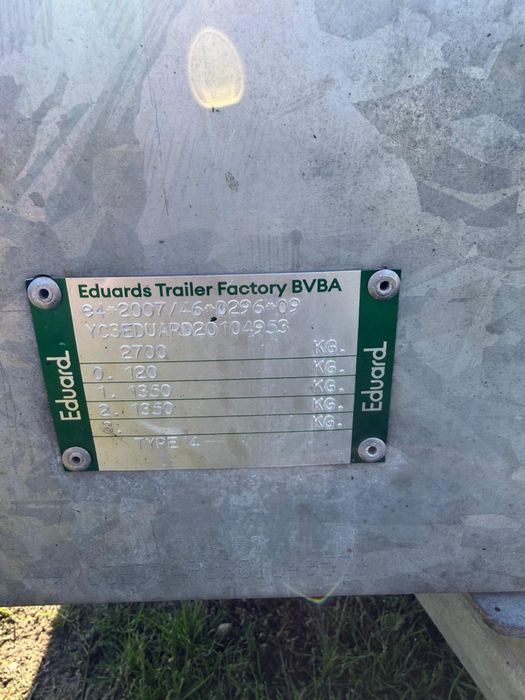 Eduards Trailer Factory BVBA
e4*2007/46*0296*09
YC3EDUARD20104953
2700 KG.
0. 120 KG.
1. 1350 KG.
2. 1350 KG.
3. KG.
TYPE 4
Eduard
Eduard